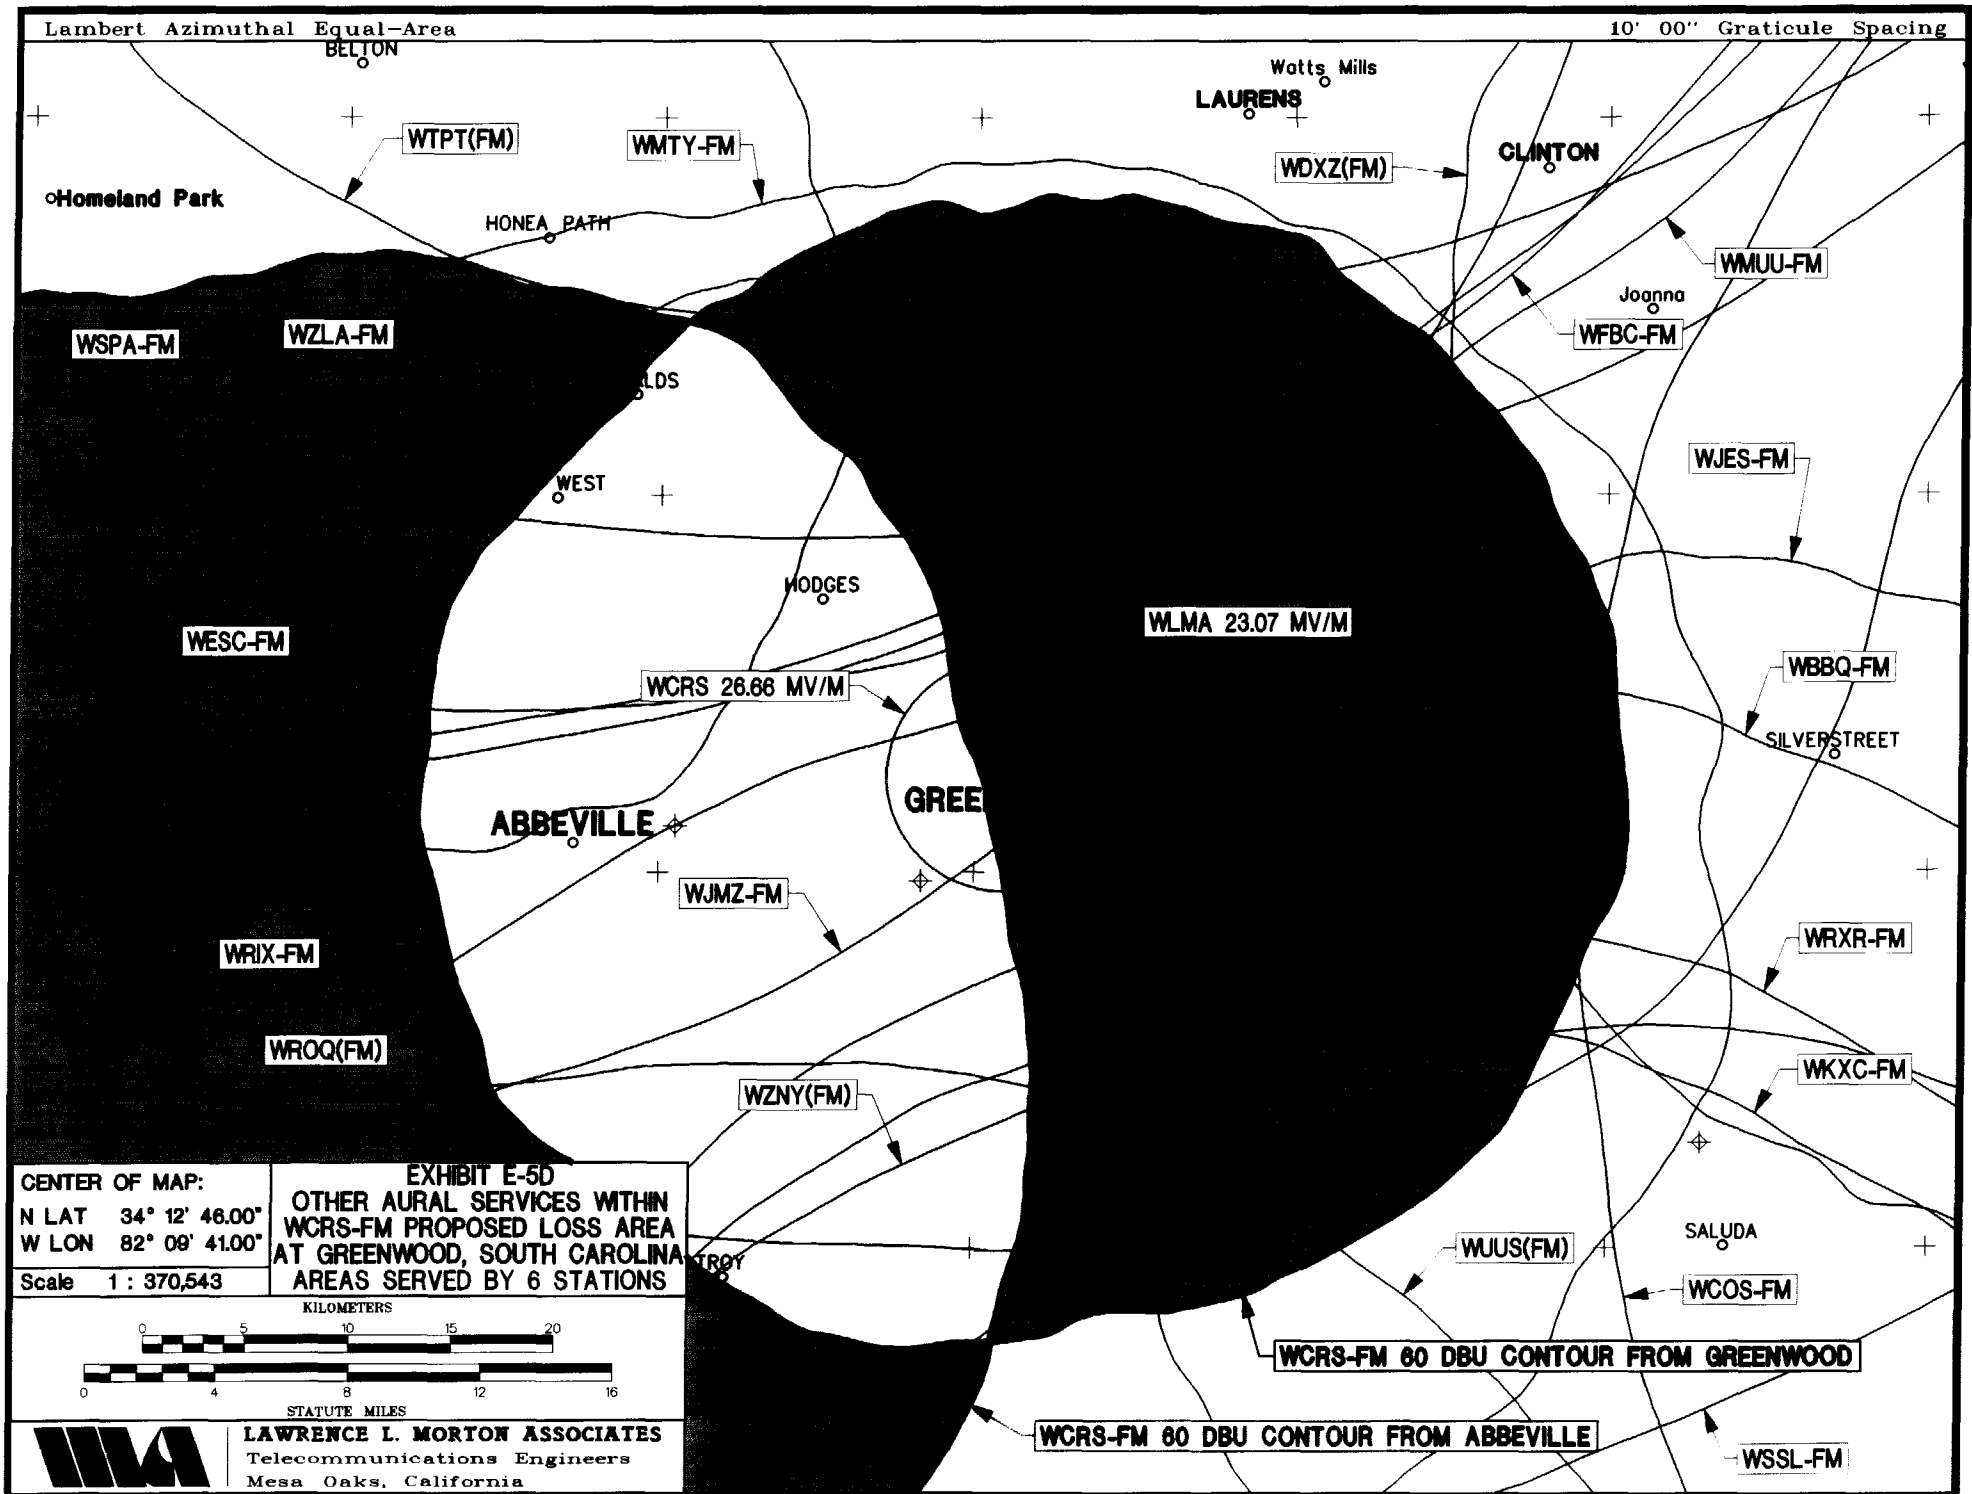 Lambert Azimuthal Equal-Area
10' 00" Graticule Spacing
BELTON
Watts Mills
LAURENS
WTPT(FM)
WMTY-FM
WDXZ(FM)
CLINTON
Homeland Park
HONEA PATH
WMUU-FM
Joanna
WSPA-FM
WZLA-FM
WFBC-FM
LDS
WJES-FM
WEST
HODGES
WLMA 23.07 MV/M
WESC-FM
WBBQ-FM
WCRS 26.66 MV/M
SILVERSTREET
GREE
ABBEVILLE
WJMZ-FM
WRIX-FM
WRXR-FM
WROQ(FM)
WKXC-FM
WZNY(FM)
SALUDA
WUUS(FM)
TROY
WCOS-FM
WCRS-FM 60 DBU CONTOUR FROM GREENWOOD
WCRS-FM 60 DBU CONTOUR FROM ABBEVILLE
WSSL-FM
CENTER OF MAP:
N LAT 34° 12' 46.00"
W LON 82° 09' 41.00"
Scale 1 : 370,543
EXHIBIT E-5D
OTHER AURAL SERVICES WITHIN
WCRS-FM PROPOSED LOSS AREA
AT GREENWOOD, SOUTH CAROLINA
AREAS SERVED BY 6 STATIONS
KILOMETERS
0 5 10 15 20
0 4 8 12 16
STATUTE MILES
LAWRENCE L. MORTON ASSOCIATES
Telecommunications Engineers
Mesa Oaks, California